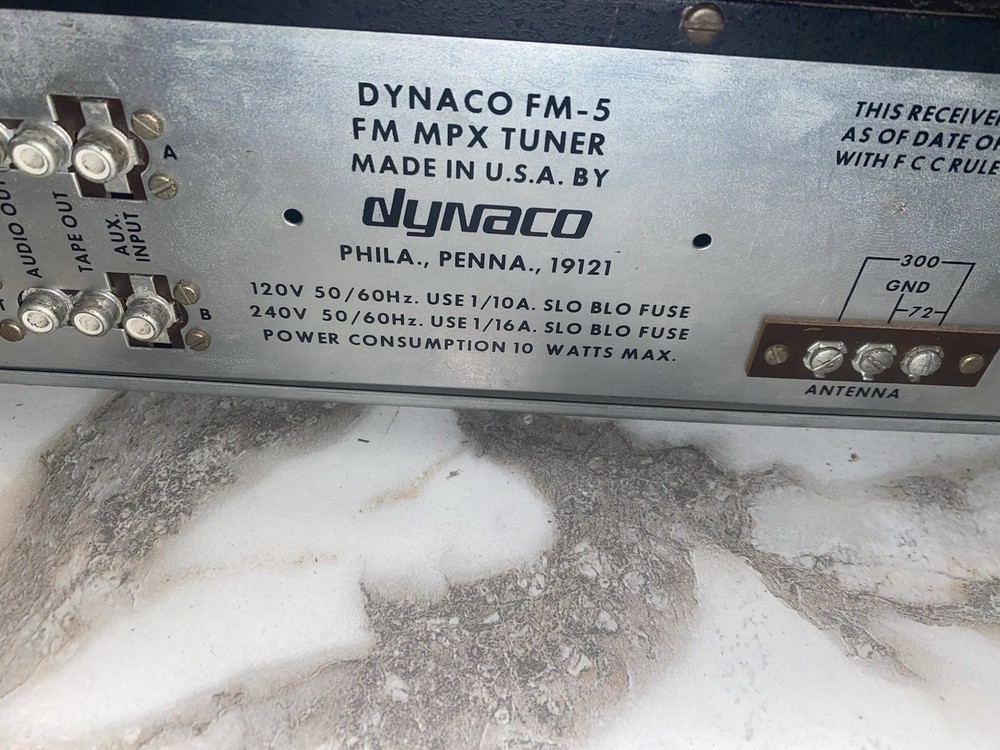 DYNACO FM-5
FM MPX TUNER
MADE IN U.S.A. BY
dynaco
PHILA., PENNA., 19121
120V 50/60Hz. USE 1/10A. SLO BLO FUSE
240V 50/60Hz. USE 1/16A. SLO BLO FUSE
POWER CONSUMPTION 10 WATTS MAX.
A
AUDIO OUT
TAPE OUT
AUX.
INPUT
B
THIS RECEIVER
AS OF DATE OF
WITH F C C RULE
300
GND
72
ANTENNA